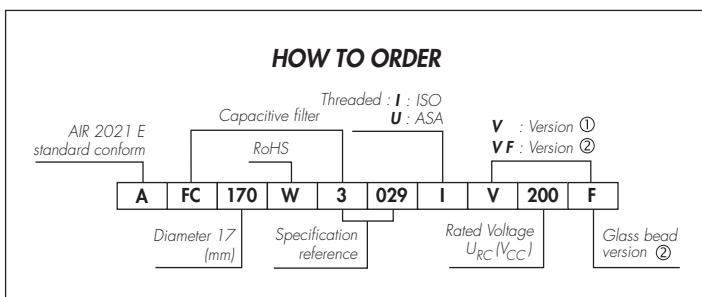 HOW TO ORDER
AIR 2021 E
standard conform
Capacitive filter
RoHS
Threaded : I : ISO
U : ASA
V : Version ①
V F : Version ②
A FC 170 W 3 029 I V 200 F
Diameter 17
(mm)
Specification
reference
Rated Voltage
URC (VCC)
Glass bead
version ②